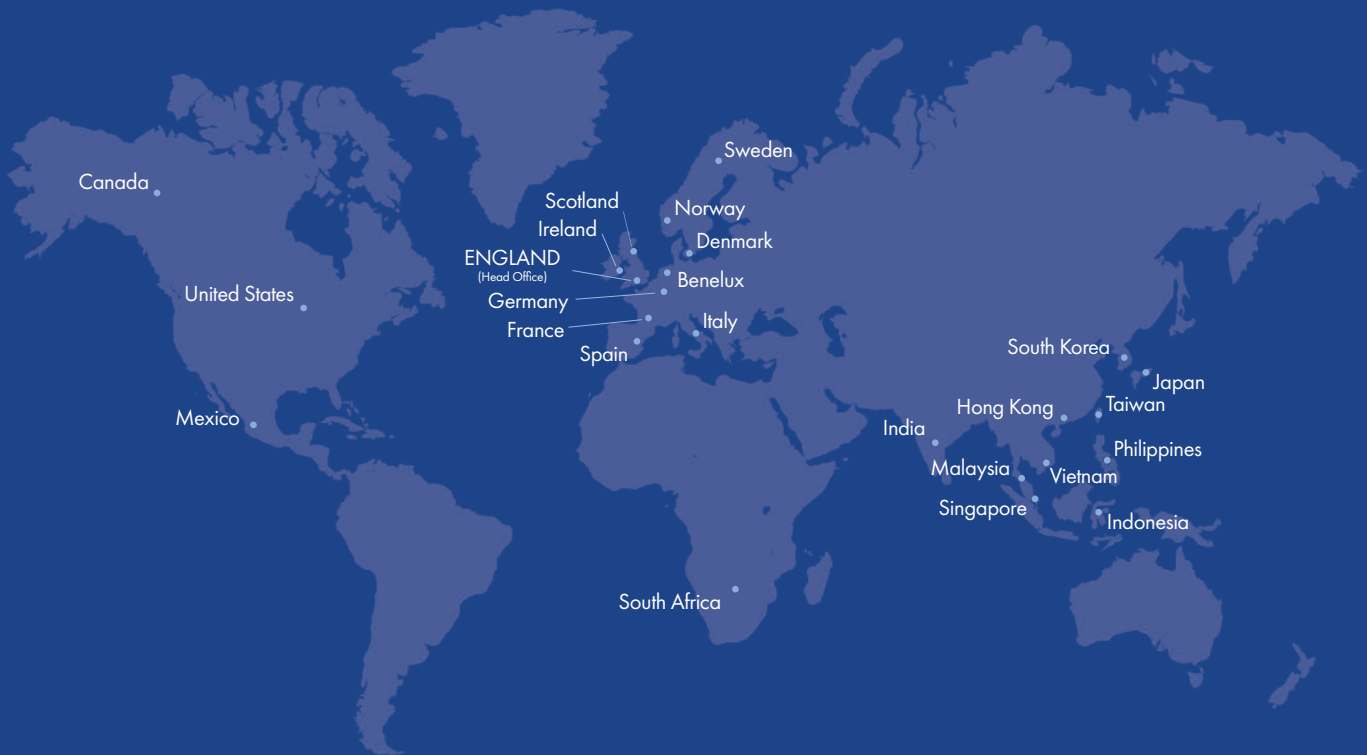 Sweden
Canada
Scotland
Norway
Ireland
Denmark
ENGLAND
(Head Office)
Benelux
United States
Germany
Italy
France
South Korea
Spain
Japan
Taiwan
Hong Kong
Mexico
India
Philippines
Malaysia
Vietnam
Singapore
Indonesia
South Africa